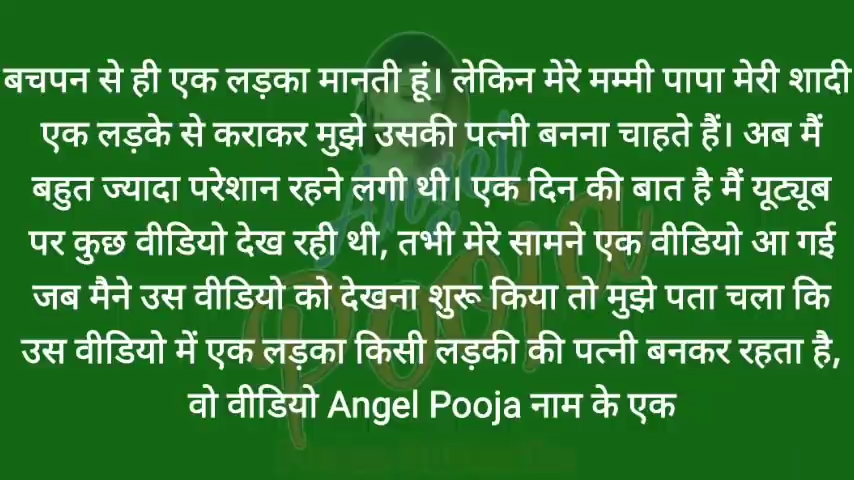 बचपन से ही एक लड़का मानती हूं। लेकिन मेरे मम्मी पापा मेरी शादी
एक लड़के से कराकर मुझे उसकी पत्नी बनना चाहते हैं। अब मैं
बहुत ज्यादा परेशान रहने लगी थी। एक दिन की बात है मैं यूट्यूब
पर कुछ वीडियो देख रही थी, तभी मेरे सामने एक वीडियो आ गई
जब मैने उस वीडियो को देखना शुरू किया तो मुझे पता चला कि
उस वीडियो में एक लड़का किसी लड़की की पत्नी बनकर रहता है,
वो वीडियो Angel Pooja नाम के एक
Angel
Pooja